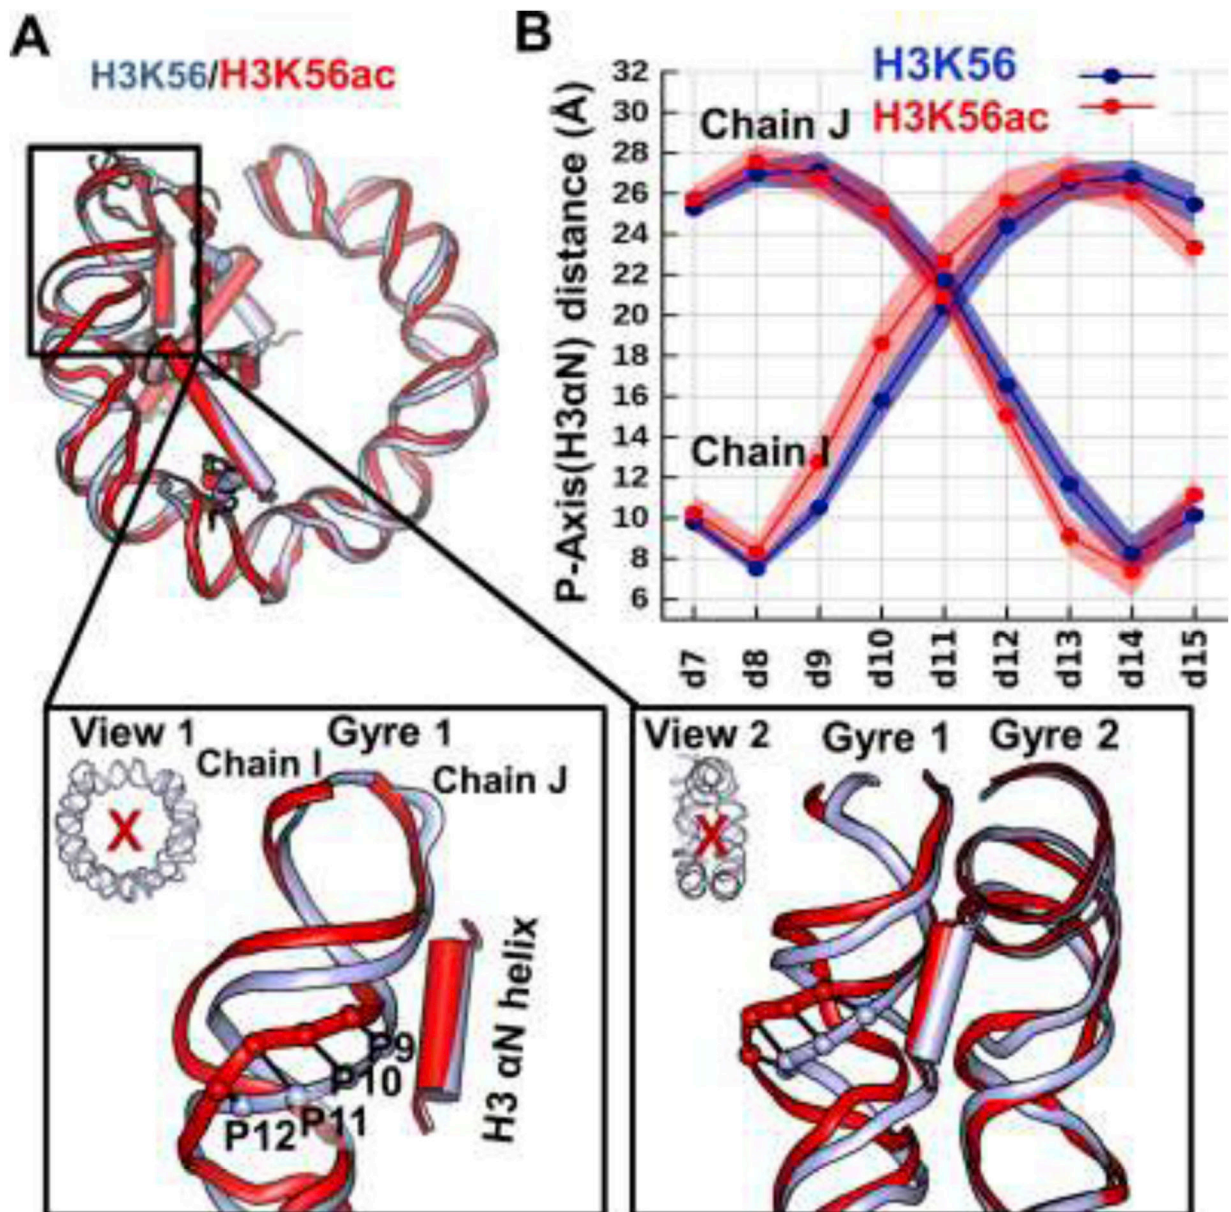 A
H3K56/H3K56ac
B
P-Axis(H3αN) distance (Å)
32
30
28
26
24
22
20
18
16
14
12
10
8
6
H3K56
H3K56ac
Chain J
Chain I
d7
d8
d9
d10
d11
d12
d13
d14
d15
View 1
Gyre 1
Chain I
Chain J
X
P9
P10
P11
P12
H3 αN helix
View 2
Gyre 1
Gyre 2
X